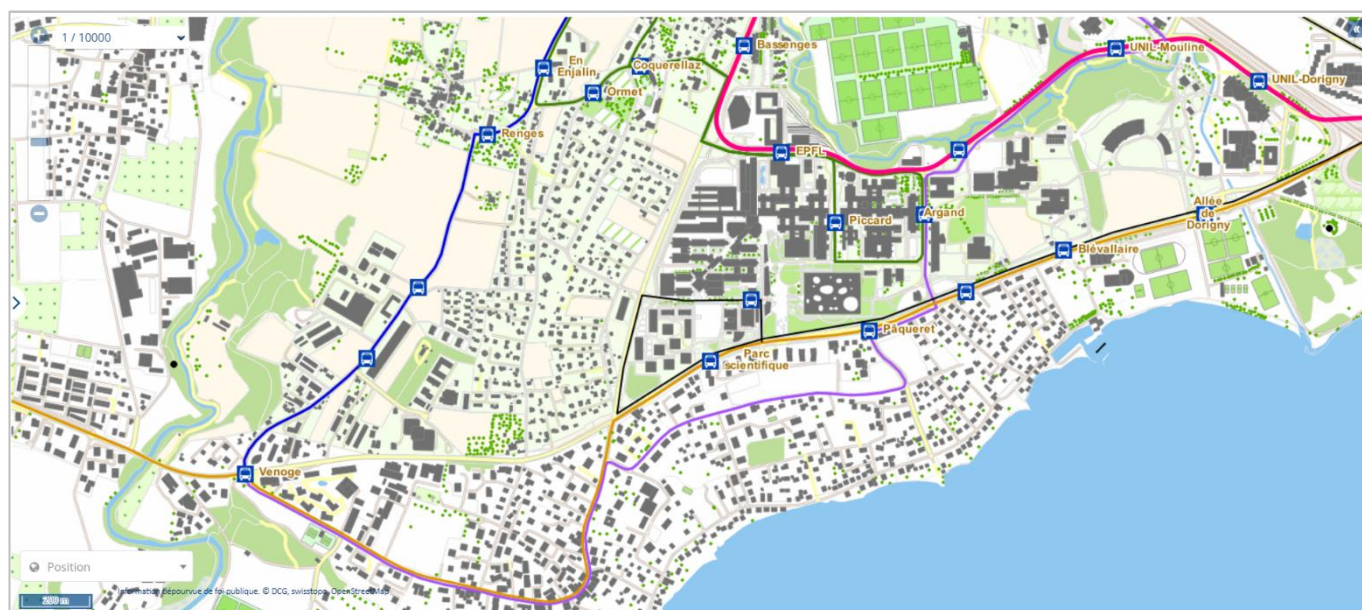 1 / 10000
«
Bassenges
UNIL-Mouline
En
Enjalin
Coquerellaz
UNIL-Dorigny
Ormet
Renges
EPFL
Piccard
Argand
Allée
de
Dorigny
Blévallaire
Pâqueret
Parc
scientifique
Venoge
Position
Information dépourvue de foi publique. © DCG, swisstopo, OpenStreetMap
200 m